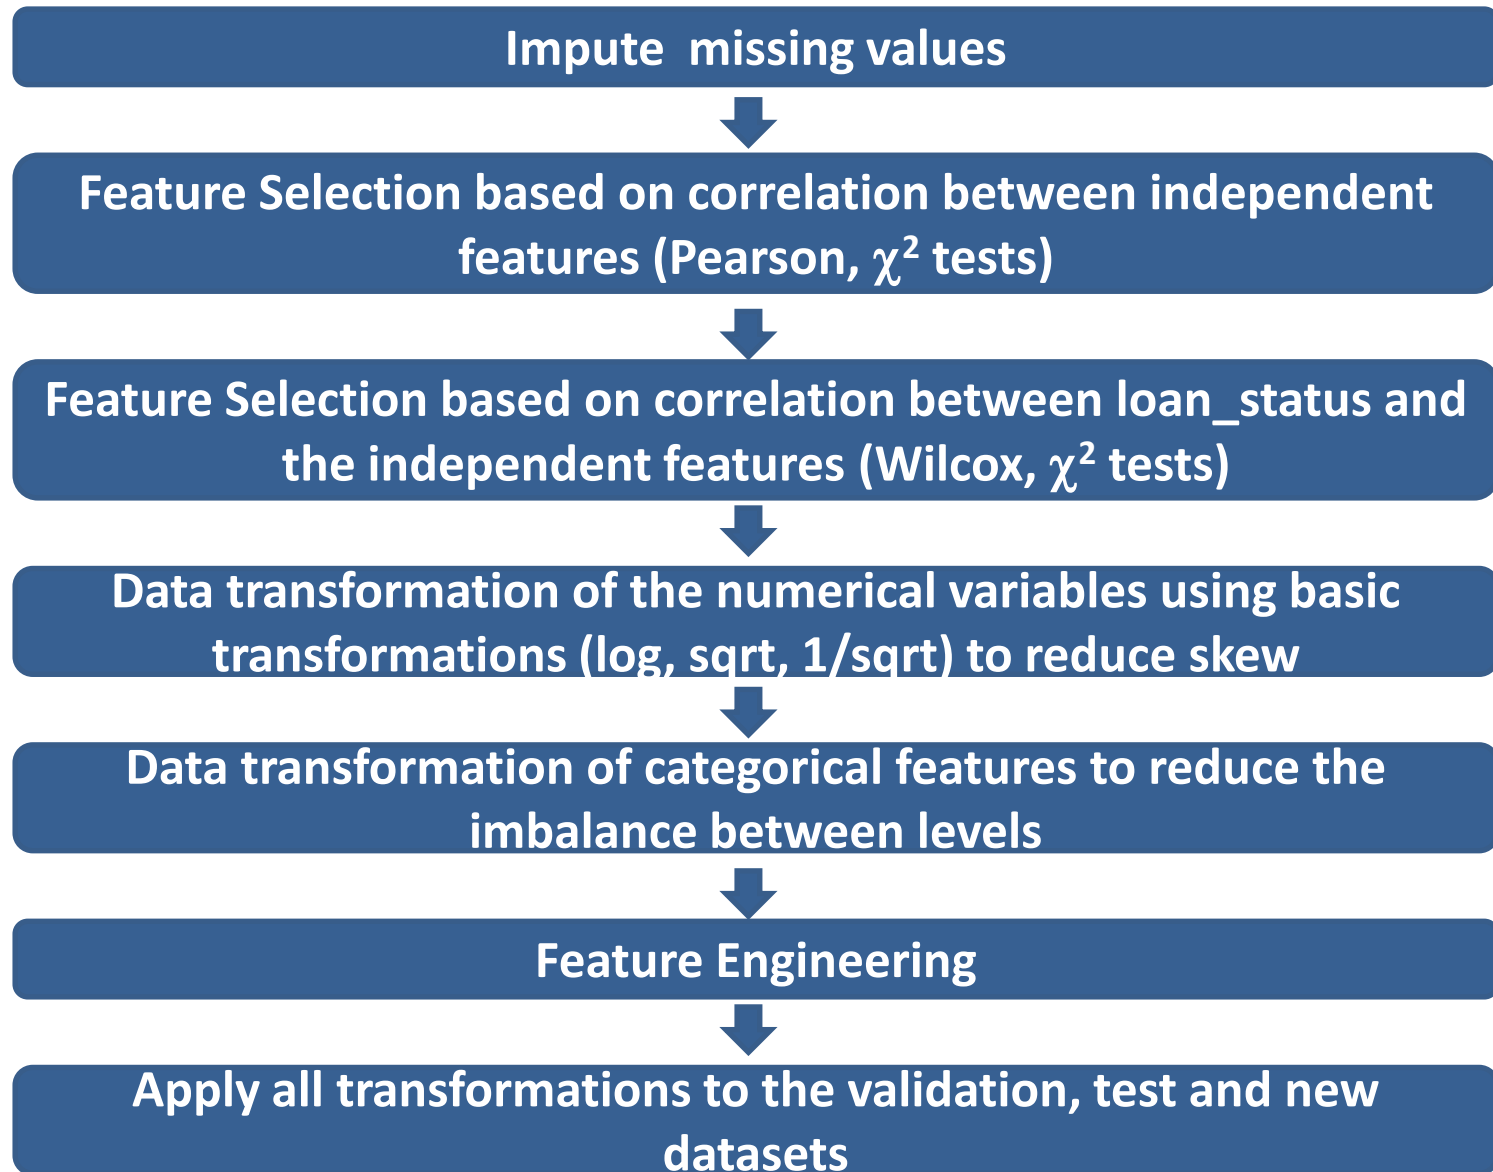 Impute  missing values
Feature Selection based on correlation between independent
features (Pearson, χ² tests)
Feature Selection based on correlation between loan_status and
the independent features (Wilcox, χ² tests)
Data transformation of the numerical variables using basic
transformations (log, sqrt, 1/sqrt) to reduce skew
Data transformation of categorical features to reduce the
imbalance between levels
Feature Engineering
Apply all transformations to the validation, test and new
datasets